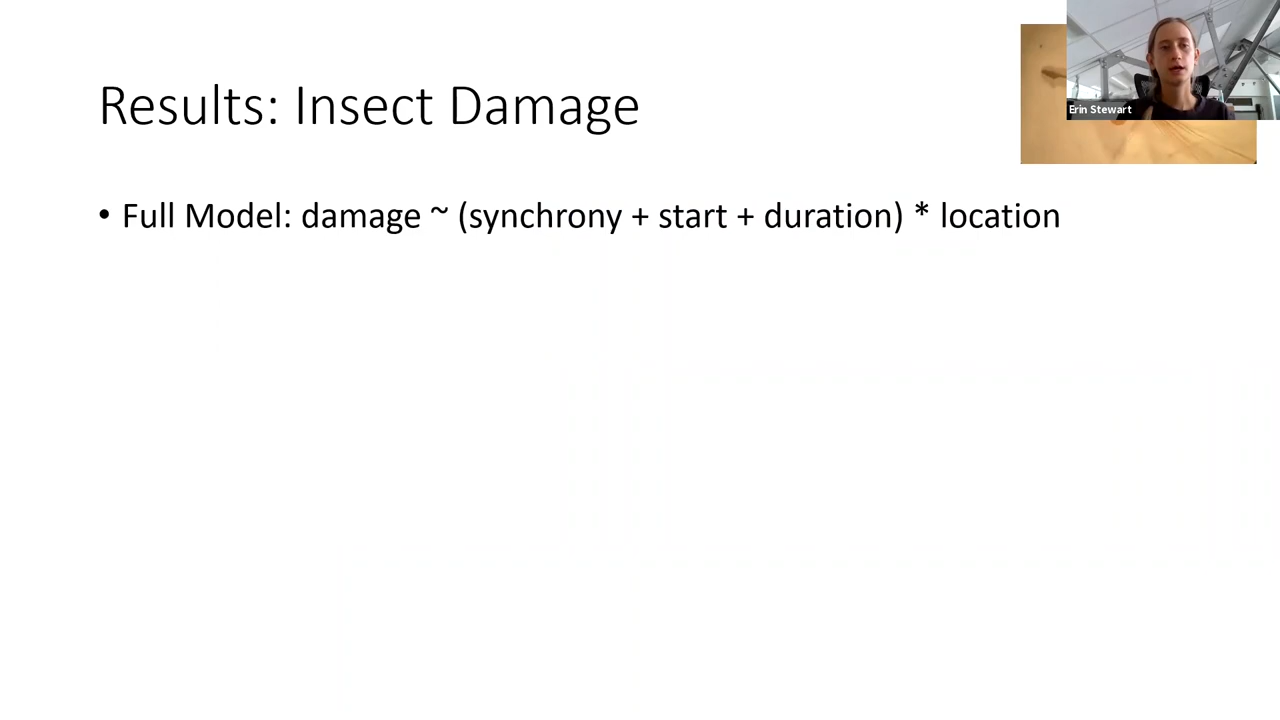 Erin Stewart
Results: Insect Damage
• Full Model: damage ~ (synchrony + start + duration) * location